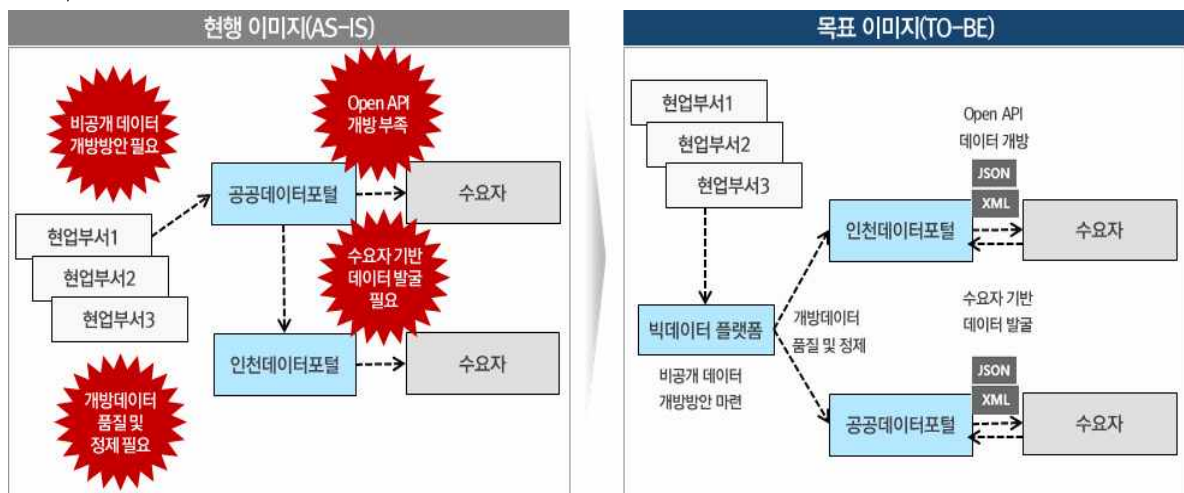 현행 이미지(AS-IS)
비공개 데이터
개방방안 필요
Open API
개방 부족
공공데이터포털
수요자
현업부서1
현업부서2
현업부서3
수요자 기반
데이터 발굴
필요
인천데이터포털
수요자
개방데이터
품질 및
정제 필요
목표 이미지(TO-BE)
현업부서1
현업부서2
현업부서3
Open API
데이터 개방
JSON
XML
인천데이터포털
수요자
빅데이터 플랫폼
개방데이터
품질 및 정제
수요자 기반
데이터 발굴
비공개 데이터
개방방안 마련
JSON
XML
공공데이터포털
수요자